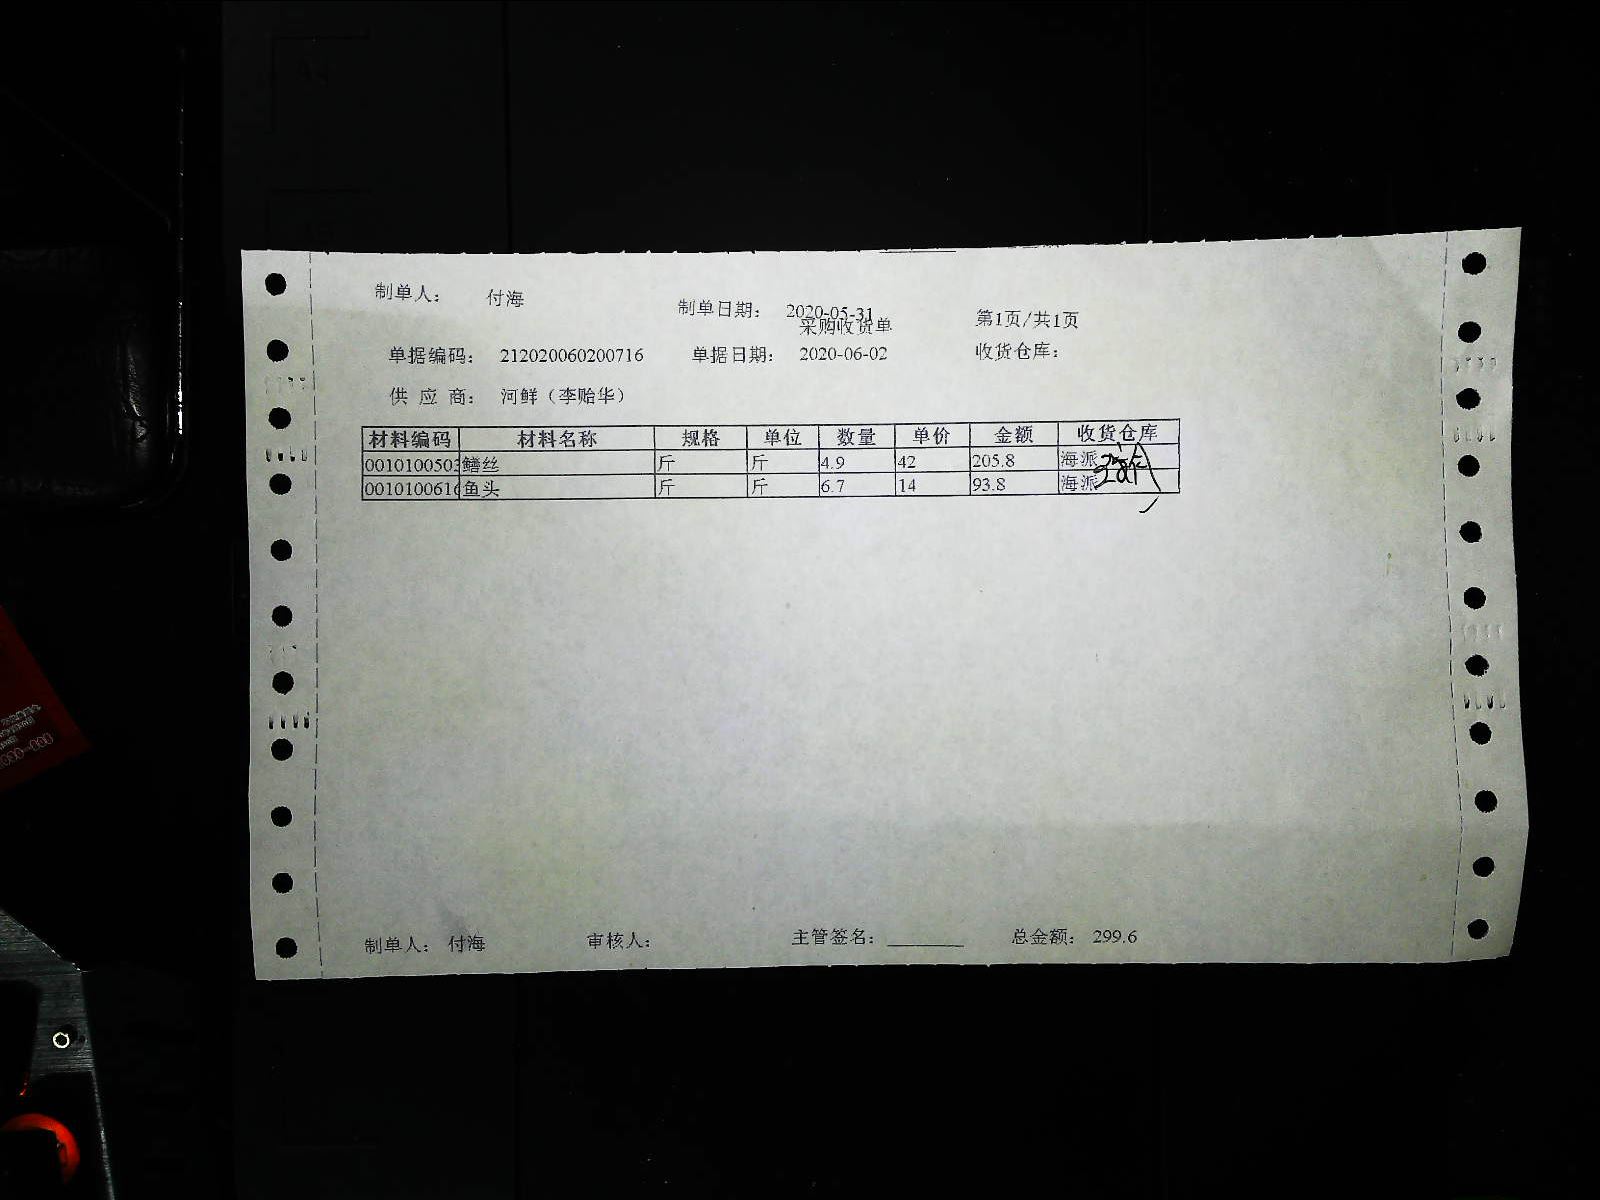 制单人： 付海 制单日期： 2020-05-31 第1页/共1页
采购收货单
单据编码： 212020060200716 单据日期： 2020-06-02 收货仓库：
供 应 商： 河鲜（李贻华）
材料编码 材料名称 规格 单位 数量 单价 金额 收货仓库
0010100503 鳝丝 斤 斤 4.9 42 205.8 海派
0010100616 鱼头 斤 斤 6.7 14 93.8 海派
制单人： 付海 审核人： 主管签名： 总金额： 299.6